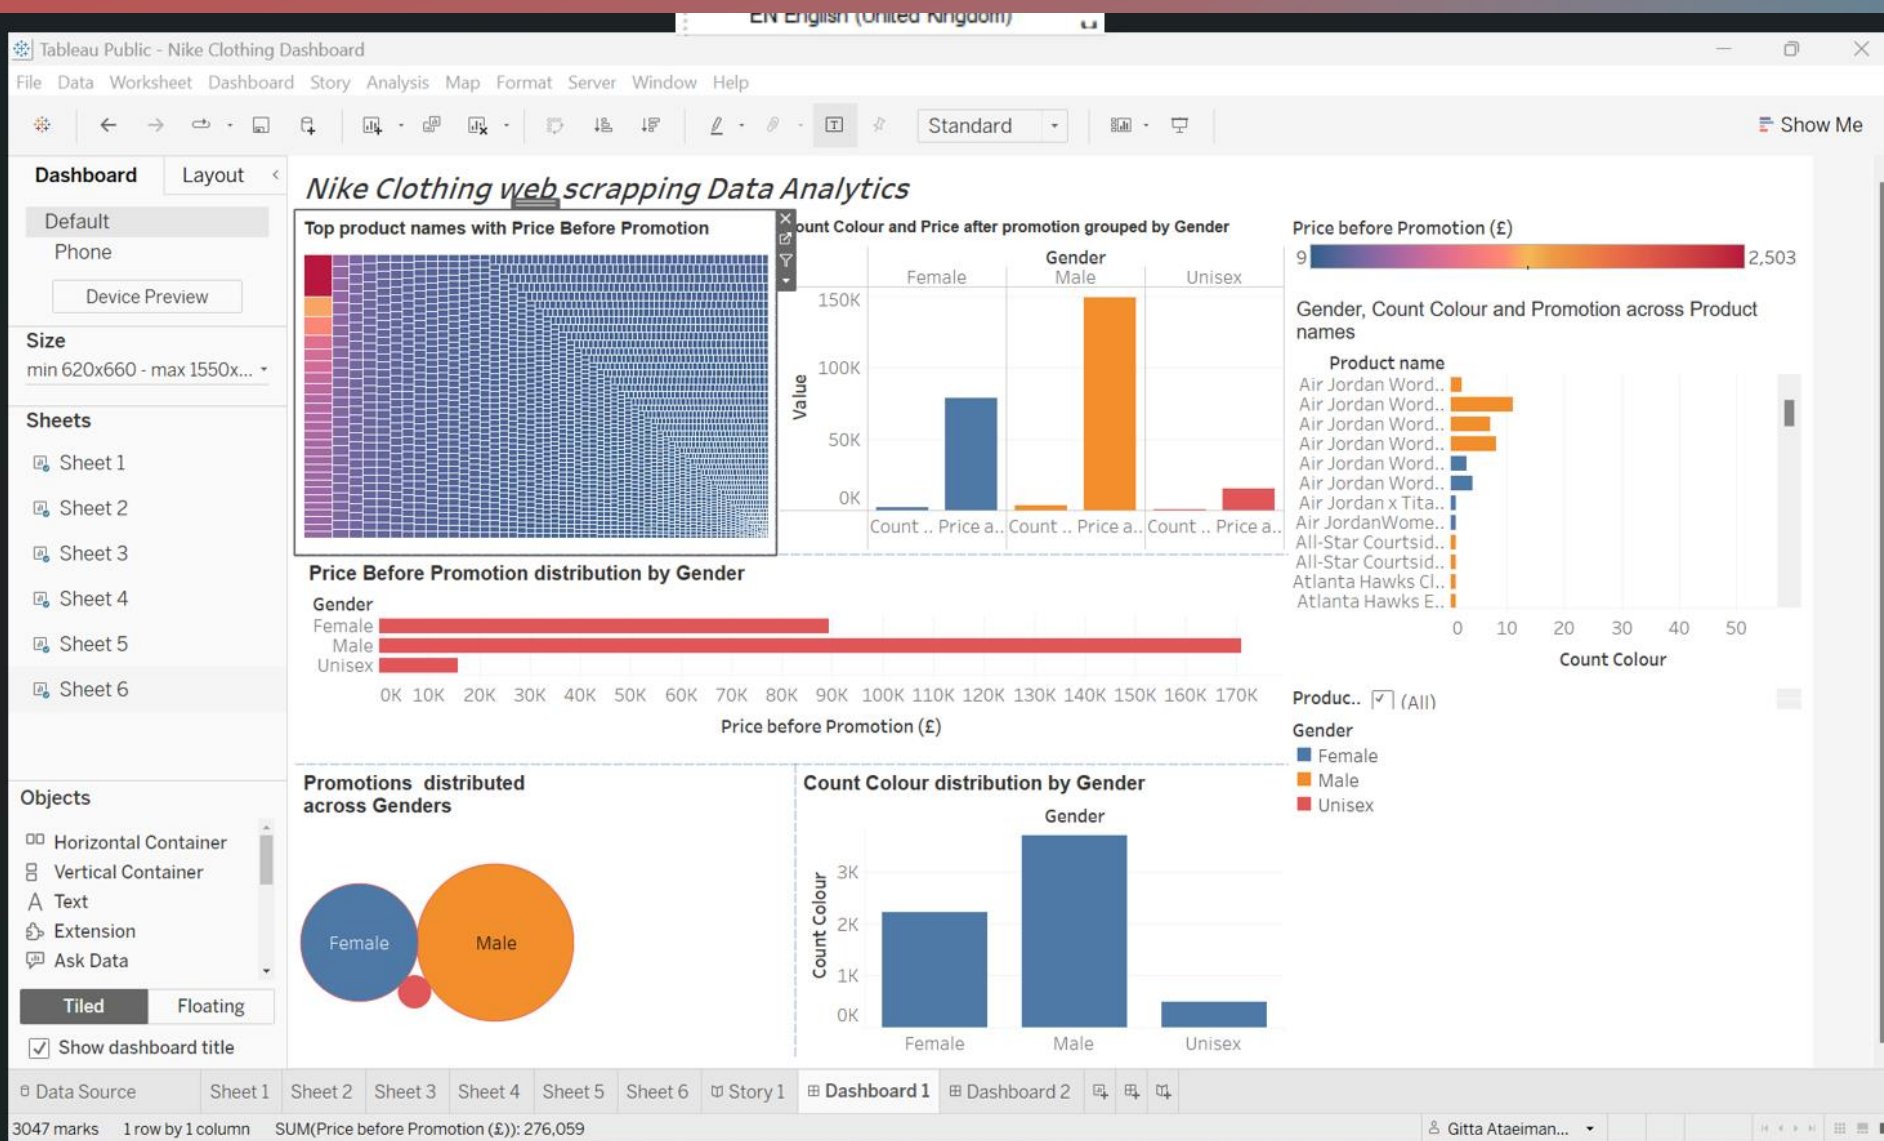 EN English (United Kingdom)
Tableau Public - Nike Clothing Dashboard
File Data Worksheet Dashboard Story Analysis Map Format Server Window Help
Standard
Show Me
Dashboard Layout
Default
Phone
Device Preview
Size
min 620x660 - max 1550x...
Sheets
Sheet 1
Sheet 2
Sheet 3
Sheet 4
Sheet 5
Sheet 6
Objects
Horizontal Container
Vertical Container
Text
Extension
Ask Data
Tiled Floating
Show dashboard title
Nike Clothing web scrapping Data Analytics
Top product names with Price Before Promotion
ount Colour and Price after promotion grouped by Gender
Gender
Female Male Unisex
150K
100K
50K
0K
Value
Count .. Price a.. Count .. Price a.. Count .. Price a..
Price before Promotion (£)
9 2,503
Gender, Count Colour and Promotion across Product
names
Product name
Air Jordan Word..
Air Jordan Word..
Air Jordan Word..
Air Jordan Word..
Air Jordan Word..
Air Jordan Word..
Air Jordan x Tita..
Air JordanWome..
All-Star Courtsid..
All-Star Courtsid..
Atlanta Hawks Cl..
Atlanta Hawks E..
0 10 20 30 40 50
Count Colour
Produc.. (All)
Gender
Female
Male
Unisex
Price Before Promotion distribution by Gender
Gender
Female
Male
Unisex
0K 10K 20K 30K 40K 50K 60K 70K 80K 90K 100K 110K 120K 130K 140K 150K 160K 170K
Price before Promotion (£)
Promotions distributed
across Genders
Female Male
Count Colour distribution by Gender
Gender
3K
2K
1K
0K
Count Colour
Female Male Unisex
Data Source Sheet 1 Sheet 2 Sheet 3 Sheet 4 Sheet 5 Sheet 6 Story 1 Dashboard 1 Dashboard 2
3047 marks 1 row by 1 column SUM(Price before Promotion (£)): 276,059
Gitta Ataeiman...